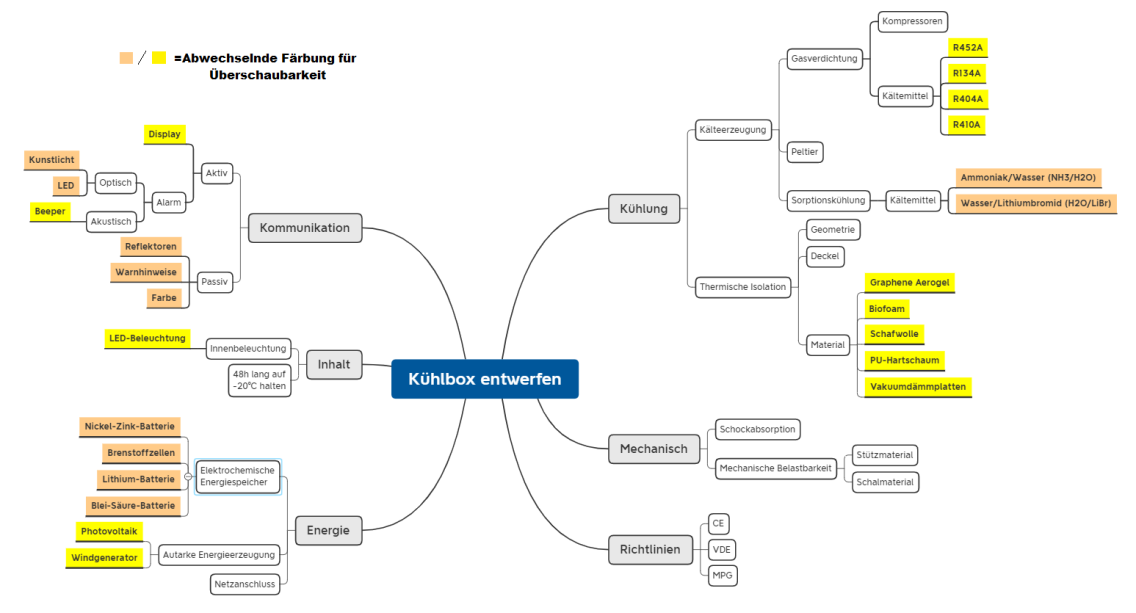 =Abwechselnde Färbung für
Überschaubarkeit
Kühlbox entwerfen
Kommunikation
Aktiv
Display
Alarm
Optisch
Kunstlicht
LED
Akustisch
Beeper
Passiv
Reflektoren
Warnhinweise
Farbe
Inhalt
Innenbeleuchtung
LED-Beleuchtung
48h lang auf
-20°C halten
Energie
Elektrochemische
Energiespeicher
Nickel-Zink-Batterie
Brenstoffzellen
Lithium-Batterie
Blei-Säure-Batterie
Autarke Energieerzeugung
Photovoltaik
Windgenerator
Netzanschluss
Kühlung
Kälteerzeugung
Gasverdichtung
Kompressoren
Kältemittel
R452A
R134A
R404A
R410A
Peltier
Sorptionskühlung
Kältemittel
Ammoniak/Wasser (NH3/H2O)
Wasser/Lithiumbromid (H2O/LiBr)
Thermische Isolation
Geometrie
Deckel
Material
Graphene Aerogel
Biofoam
Schafwolle
PU-Hartschaum
Vakuumdämmplatten
Mechanisch
Schockabsorption
Mechanische Belastbarkeit
Stützmaterial
Schalmaterial
Richtlinien
CE
VDE
MPG